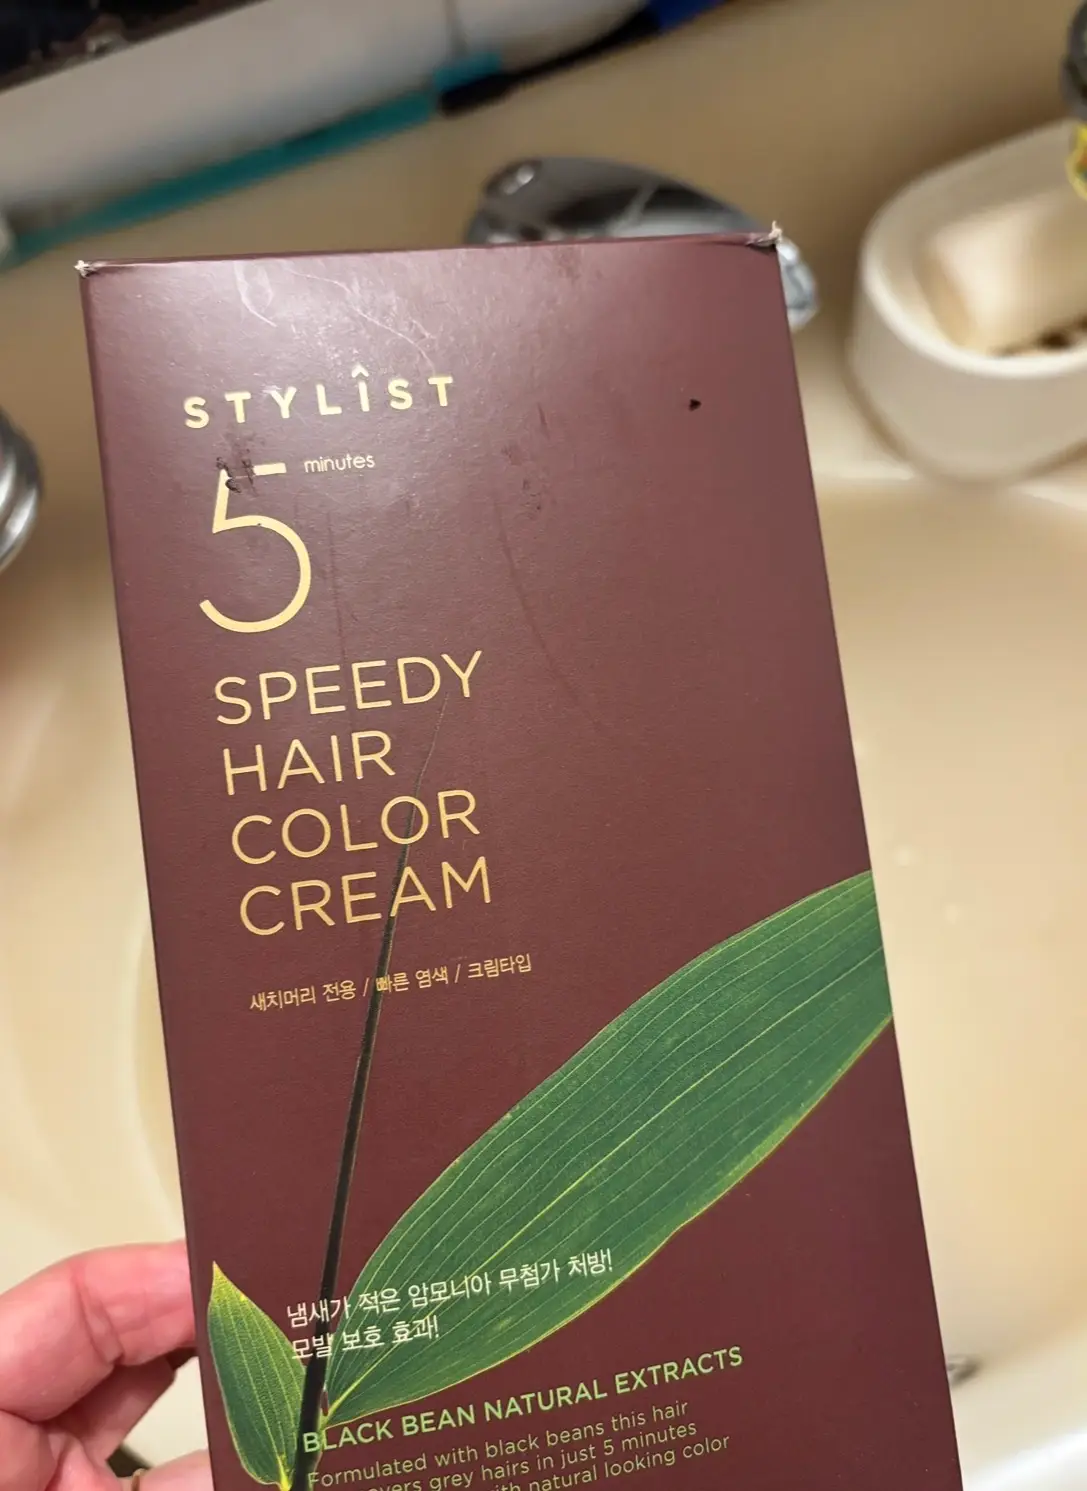 STYLÎST
5 minutes
SPEEDY
HAIR
COLOR
CREAM
새치머리 전용 / 빠른 염색 / 크림타입
냄새가 적은 암모니아 무첨가 처방!
모발 보호 효과!
BLACK BEAN NATURAL EXTRACTS
Formulated with black beans this hair
grey hairs in just 5 minutes
natural looking color